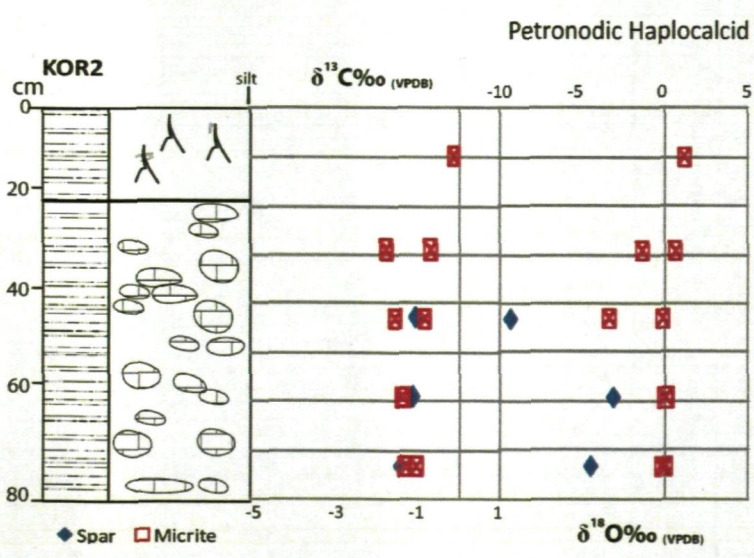 Petronodic Haplocalcid
KOR2
cm
silt
δ¹³C‰ (VPDB)
-10 -5 0 5
0
20
40
60
80
-5 -3 -1 1
δ¹⁸O‰ (VPDB)
Spar Micrite